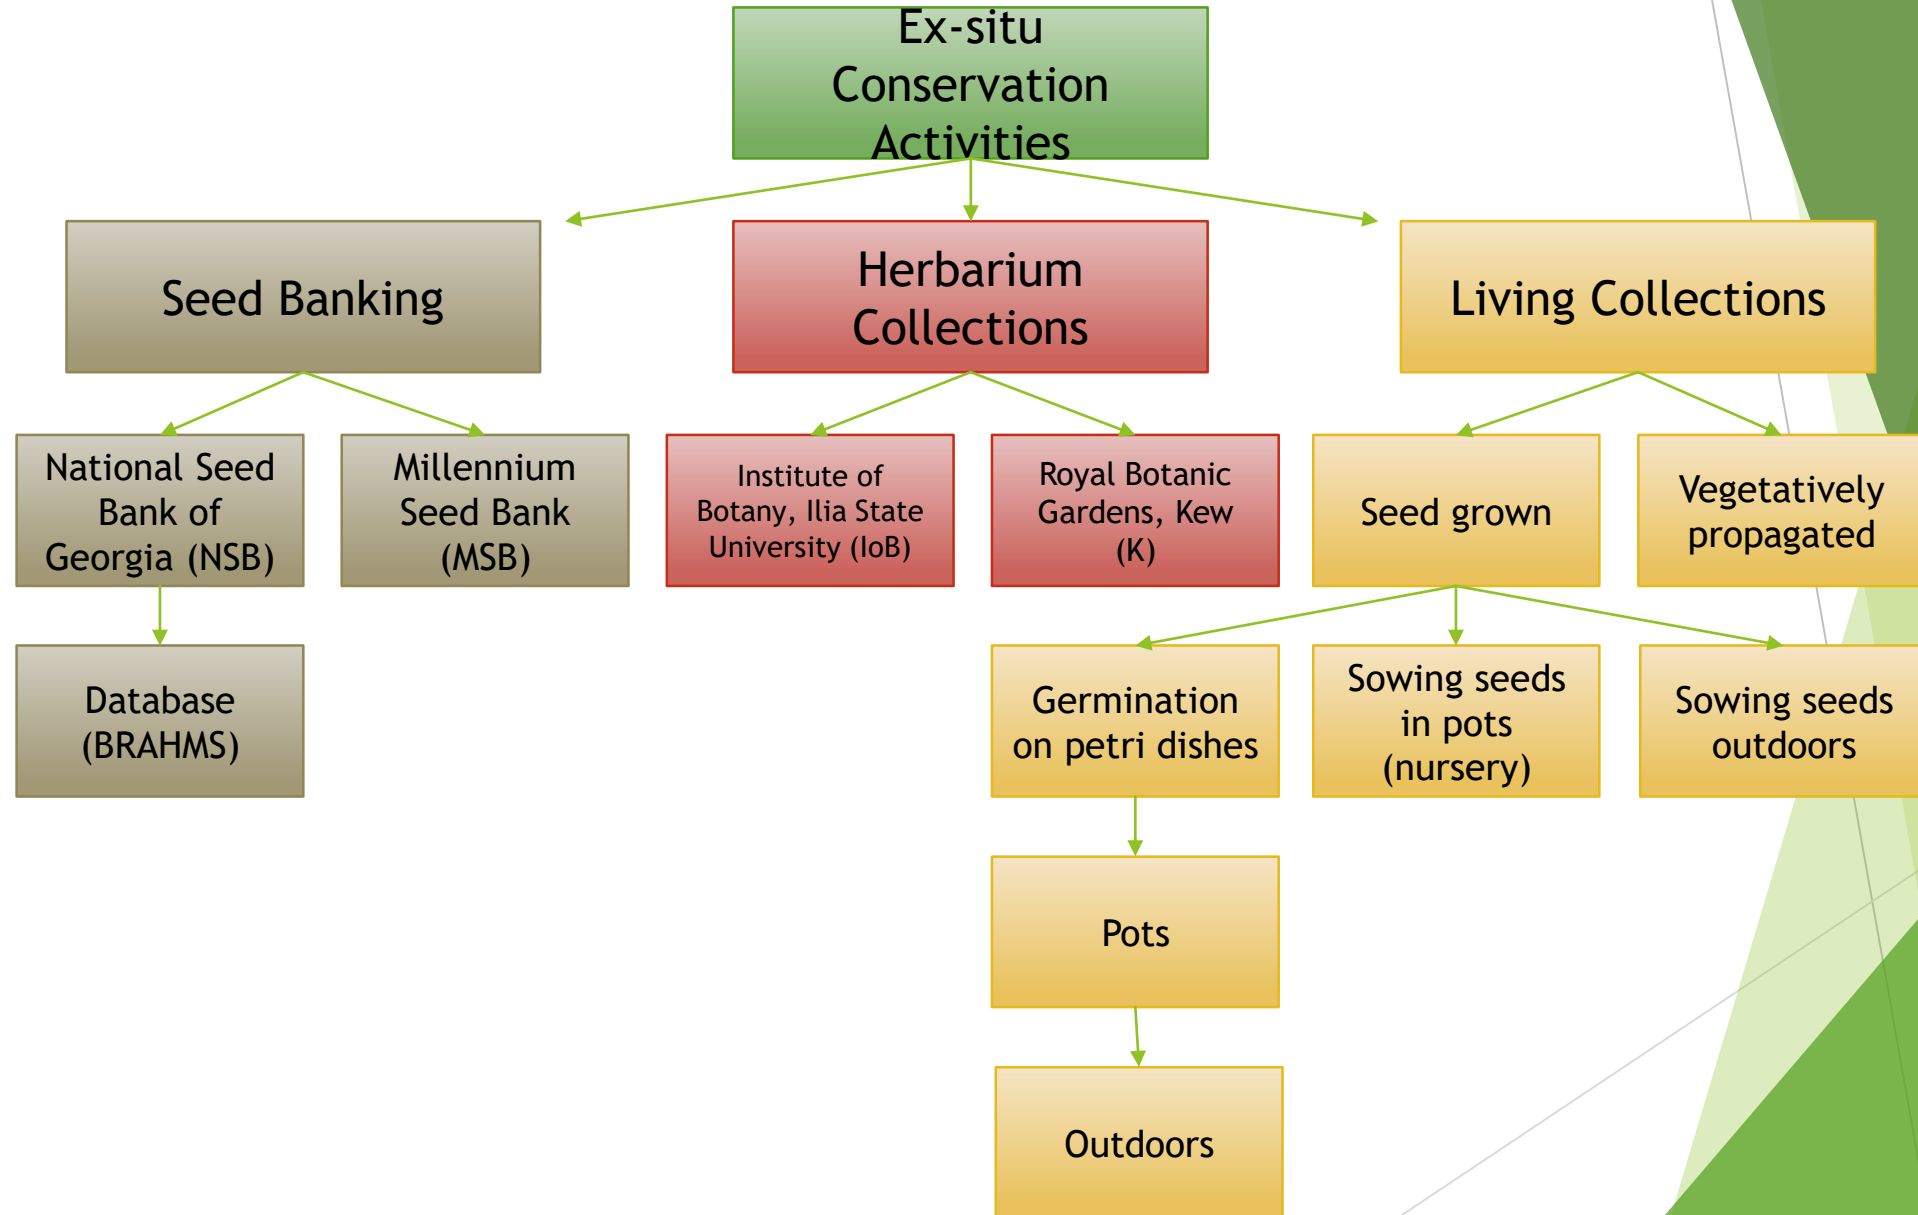 Ex-situ
Conservation
Activities
Seed Banking
Herbarium
Collections
Living Collections
National Seed
Bank of
Georgia (NSB)
Millennium
Seed Bank
(MSB)
Institute of
Botany, Ilia State
University (IoB)
Royal Botanic
Gardens, Kew
(K)
Seed grown
Vegetatively
propagated
Database
(BRAHMS)
Germination
on petri dishes
Sowing seeds
in pots
(nursery)
Sowing seeds
outdoors
Pots
Outdoors